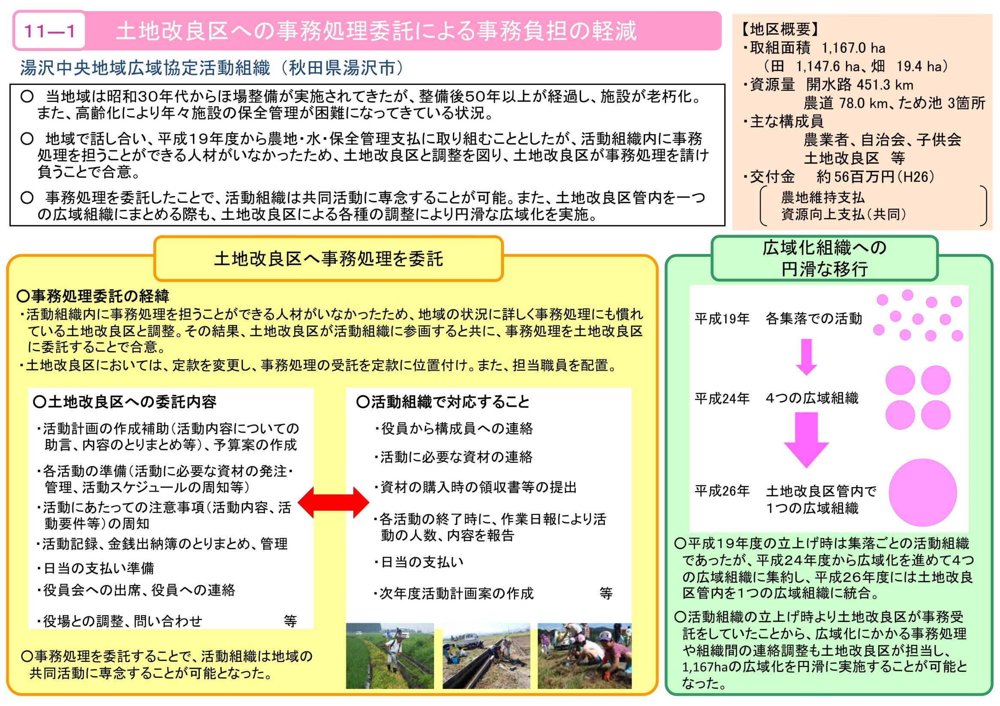 11―1
土地改良区への事務処理委託による事務負担の軽減
湯沢中央地域広域協定活動組織（秋田県湯沢市）
○　当地域は昭和３０年代からほ場整備が実施されてきたが、整備後５０年以上が経過し、施設が老朽化。
また、高齢化により年々施設の保全管理が困難になってきている状況。
○　地域で話し合い、平成１９年度から農地・水・保全管理支払に取り組むこととしたが、活動組織内に事務
処理を担うことができる人材がいなかったため、土地改良区と調整を図り、土地改良区が事務処理を請け
負うことで合意。
○　事務処理を委託したことで、活動組織は共同活動に専念することが可能。また、土地改良区管内を一つ
の広域組織にまとめる際も、土地改良区による各種の調整により円滑な広域化を実施。
【地区概要】
・取組面積　1,167.0 ha
（田　1,147.6 ha、畑　19.4 ha）
・資源量　開水路 451.3 km
農道 78.0 km、ため池 3箇所
・主な構成員
農業者、自治会、子供会
土地改良区　等
・交付金　約 56百万円（H26）
農地維持支払
資源向上支払（共同）
土地改良区へ事務処理を委託
○事務処理委託の経緯
・活動組織内に事務処理を担うことができる人材がいなかったため、地域の状況に詳しく事務処理にも慣れ
ている土地改良区と調整。その結果、土地改良区が活動組織に参画すると共に、事務処理を土地改良区
に委託することで合意。
・土地改良区においては、定款を変更し、事務処理の受託を定款に位置付け。また、担当職員を配置。
○土地改良区への委託内容
・活動計画の作成補助（活動内容についての
助言、内容のとりまとめ等）、予算案の作成
・各活動の準備（活動に必要な資材の発注・
管理、活動スケジュールの周知等）
・活動にあたっての注意事項（活動内容、活
動要件等）の周知
・活動記録、金銭出納簿のとりまとめ、管理
・日当の支払い準備
・役員会への出席、役員への連絡
・役場との調整、問い合わせ　等
○活動組織で対応すること
・役員から構成員への連絡
・活動に必要な資材の連絡
・資材の購入時の領収書等の提出
・各活動の終了時に、作業日報により活
動の人数、内容を報告
・日当の支払い
・次年度活動計画案の作成　等
○事務処理を委託することで、活動組織は地域の
共同活動に専念することが可能となった。
広域化組織への
円滑な移行
平成19年　各集落での活動
平成24年　４つの広域組織
平成26年　土地改良区管内で
１つの広域組織
○平成１９年度の立上げ時は集落ごとの活動組織
であったが、平成２４年度から広域化を進めて４つ
の広域組織に集約し、平成２６年度には土地改良
区管内を１つの広域組織に統合。
○活動組織の立上げ時より土地改良区が事務受
託をしていたことから、広域化にかかる事務処理
や組織間の連絡調整も土地改良区が担当し、
1,167haの広域化を円滑に実施することが可能と
なった。